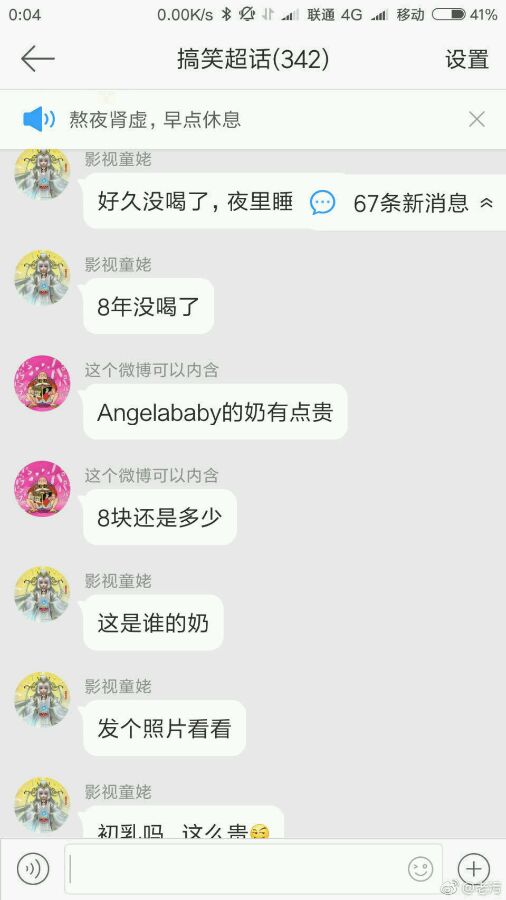 0:04
0.00K/s
联通 4G
移动
41%
搞笑超话(342)
设置
熬夜肾虚，早点休息
影视童姥
好久没喝了，夜里睡
67条新消息
影视童姥
8年没喝了
这个微博可以内含
Angelababy的奶有点贵
这个微博可以内含
8块还是多少
影视童姥
这是谁的奶
影视童姥
发个照片看看
影视童姥
初乳吗，这么贵
@老污